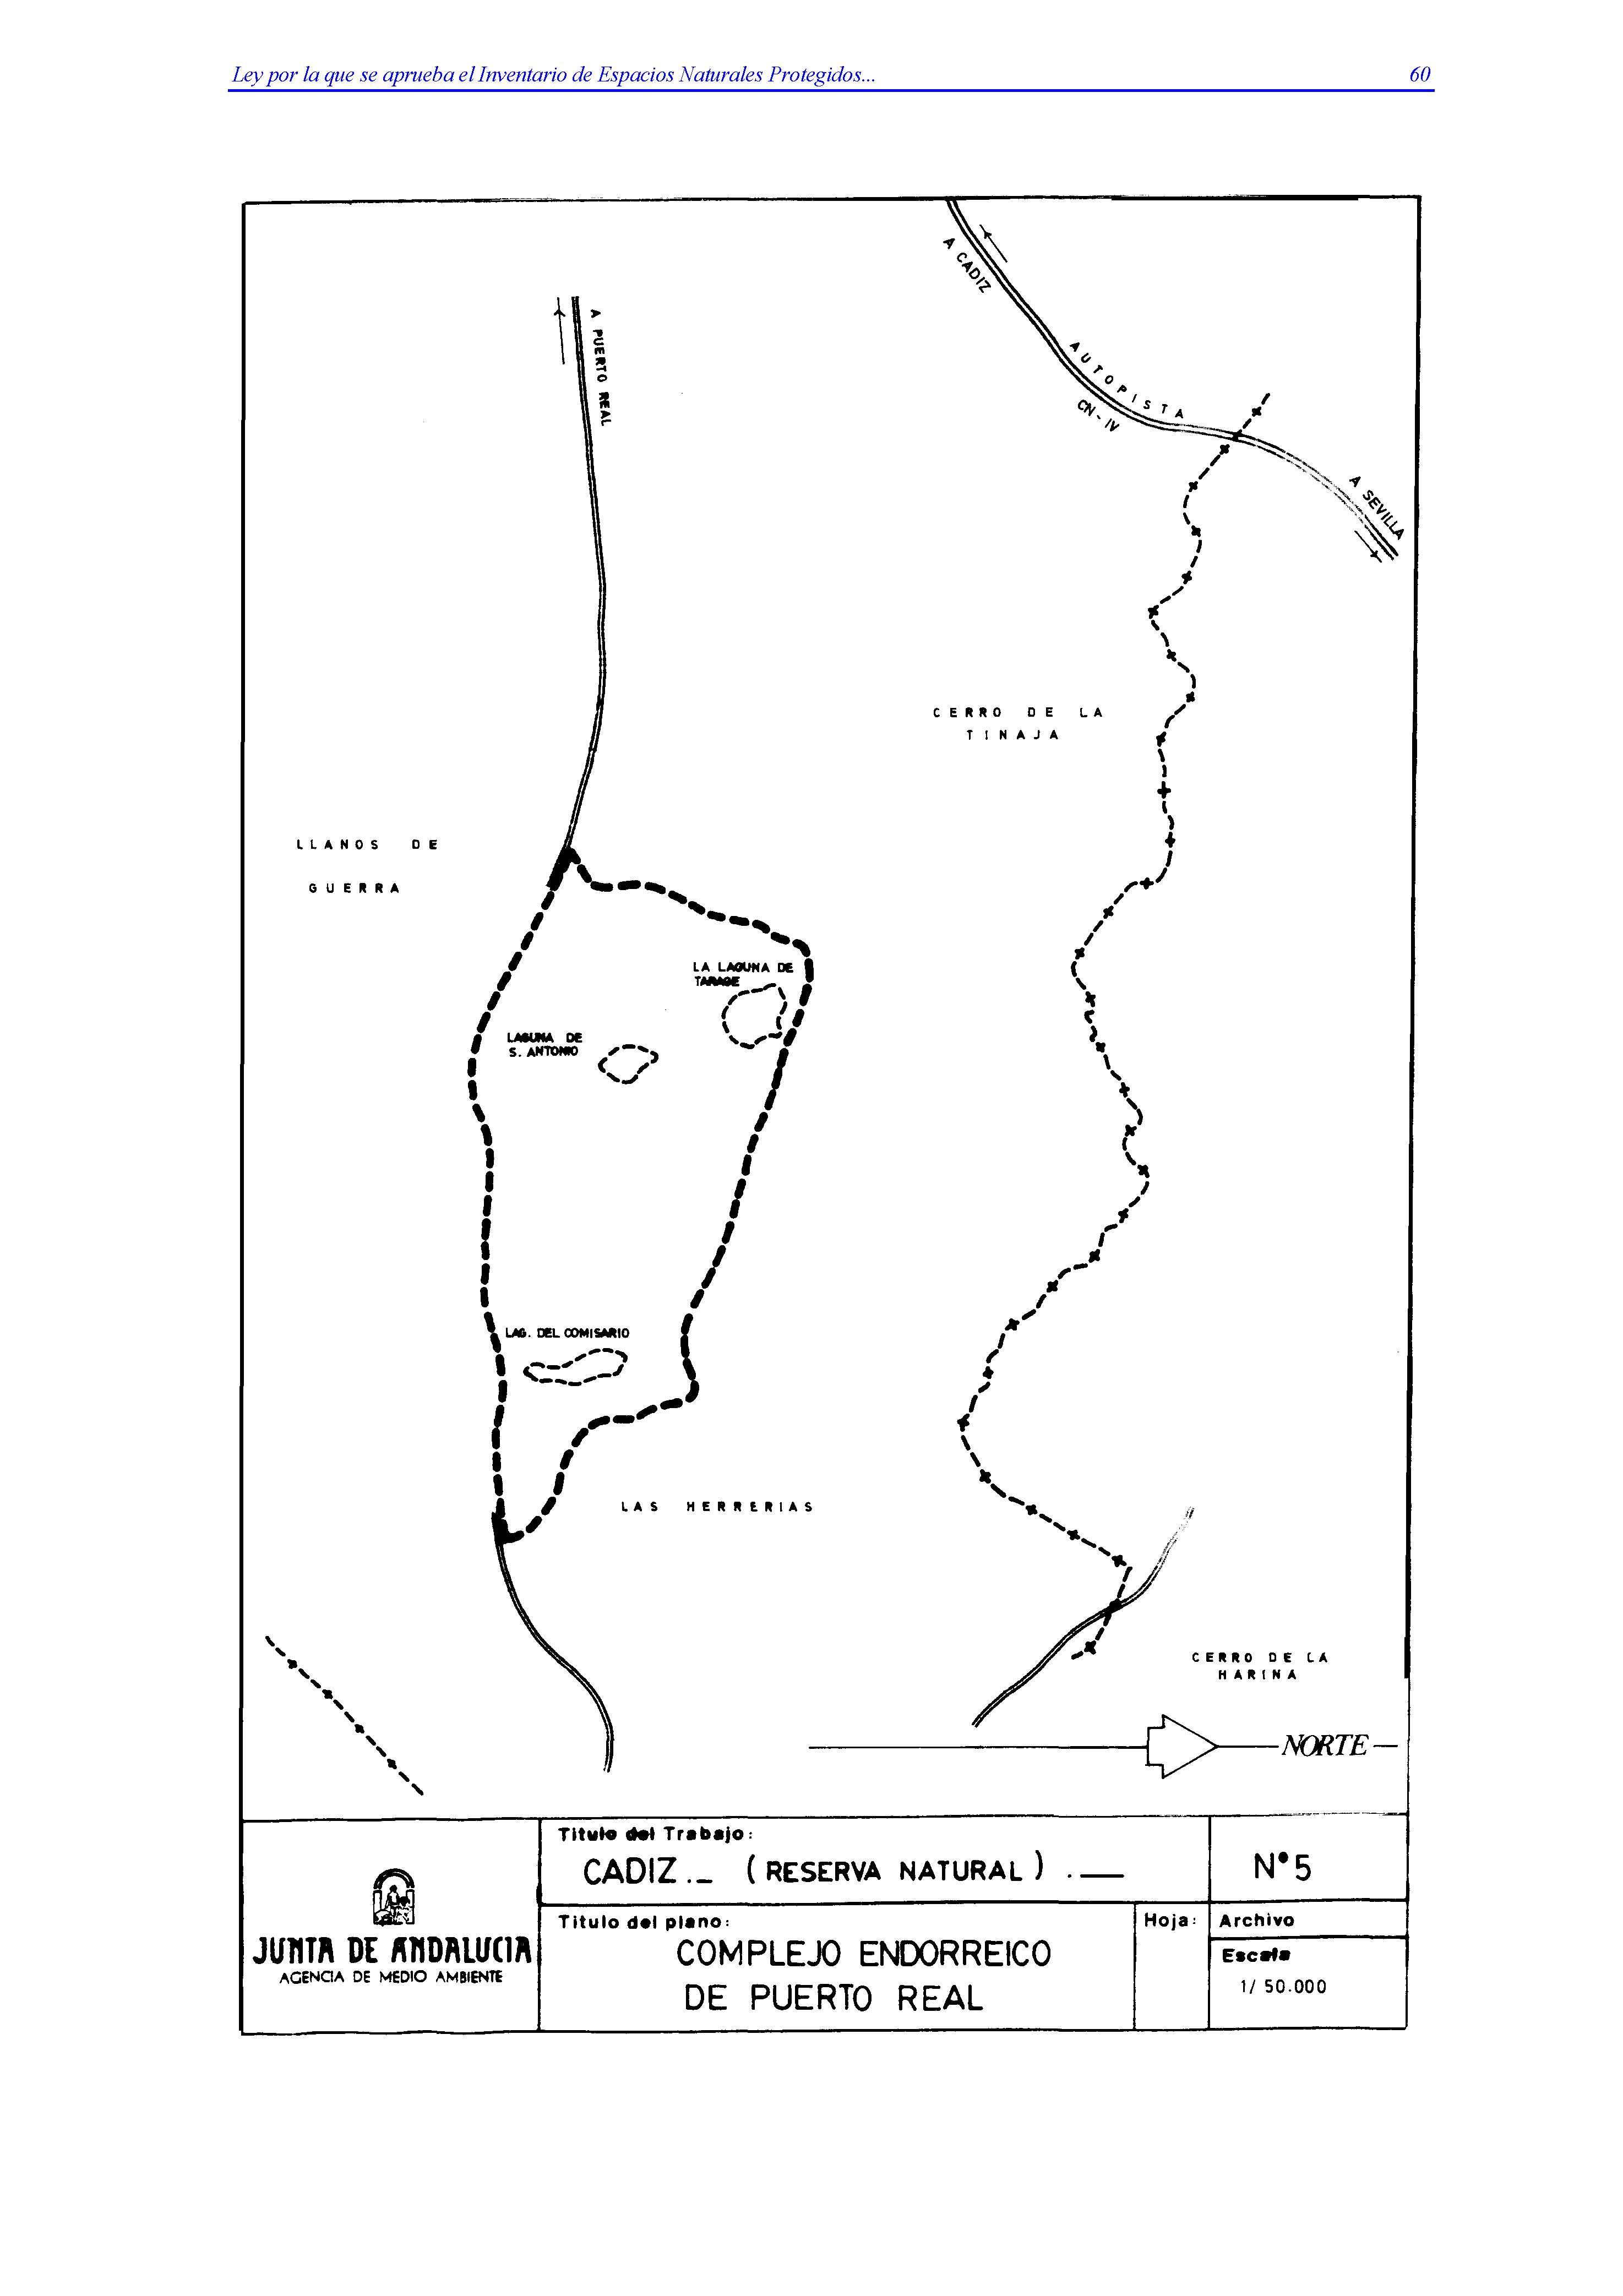 Ley por la que se aprueba el Inventario de Espacios Naturales Protegidos... 60
A CADIZ
A PUERTO REAL
AUTOPISTA
CN-IV
A SEVILLA
CERRO DE LA
TINAJA
LLANOS DE
GUERRA
LA LAGUNA DE
TARAGE
LAGUNA DE
S. ANTONIO
LAG. DEL COMISARIO
LAS HERRERIAS
CERRO DE LA
HARINA
NORTE
Titulo del Trabajo:
CADIZ._ (RESERVA NATURAL) .—
Nº5
Titulo del plano:
COMPLEJO ENDORREICO
DE PUERTO REAL
Hoja:
Archivo
Escala
1/ 50.000
JUNTA DE ANDALUCIA
AGENCIA DE MEDIO AMBIENTE